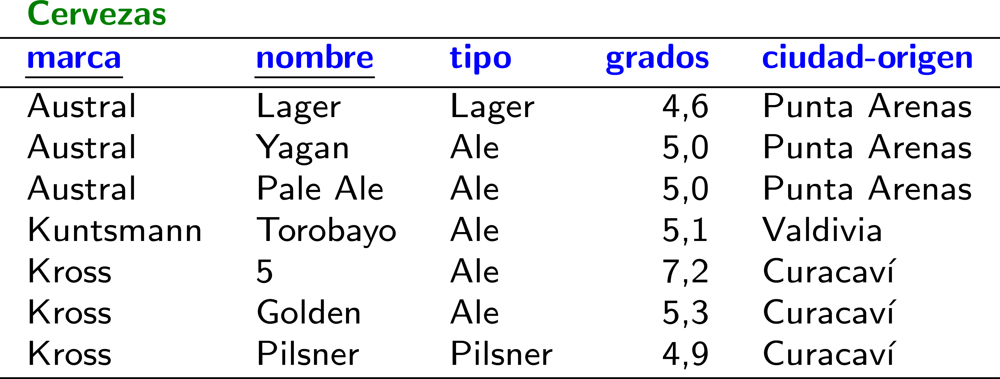 Cervezas
marca nombre tipo grados ciudad-origen
Austral Lager Lager 4,6 Punta Arenas
Austral Yagan Ale 5,0 Punta Arenas
Austral Pale Ale Ale 5,0 Punta Arenas
Kuntsmann Torobayo Ale 5,1 Valdivia
Kross 5 Ale 7,2 Curacaví
Kross Golden Ale 5,3 Curacaví
Kross Pilsner Pilsner 4,9 Curacaví